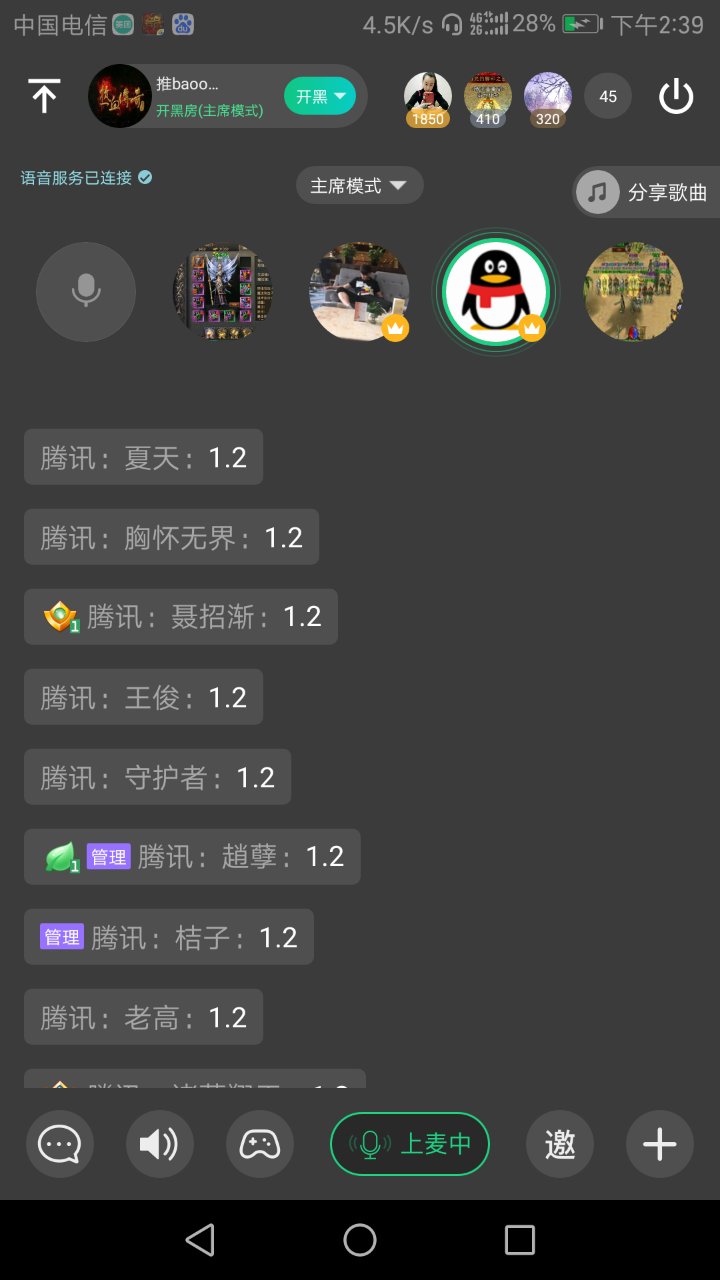 中国电信 4.5K/s 4G 2G 28% 下午2:39
推baoo...
开黑房(主席模式)
开黑
1850 410 320 45
语音服务已连接
主席模式
分享歌曲
腾讯：夏天：1.2
腾讯：胸怀无界：1.2
1 腾讯：聂招渐：1.2
腾讯：王俊：1.2
腾讯：守护者：1.2
1 管理 腾讯：趙孽：1.2
管理 腾讯：桔子：1.2
腾讯：老高：1.2
上麦中
邀